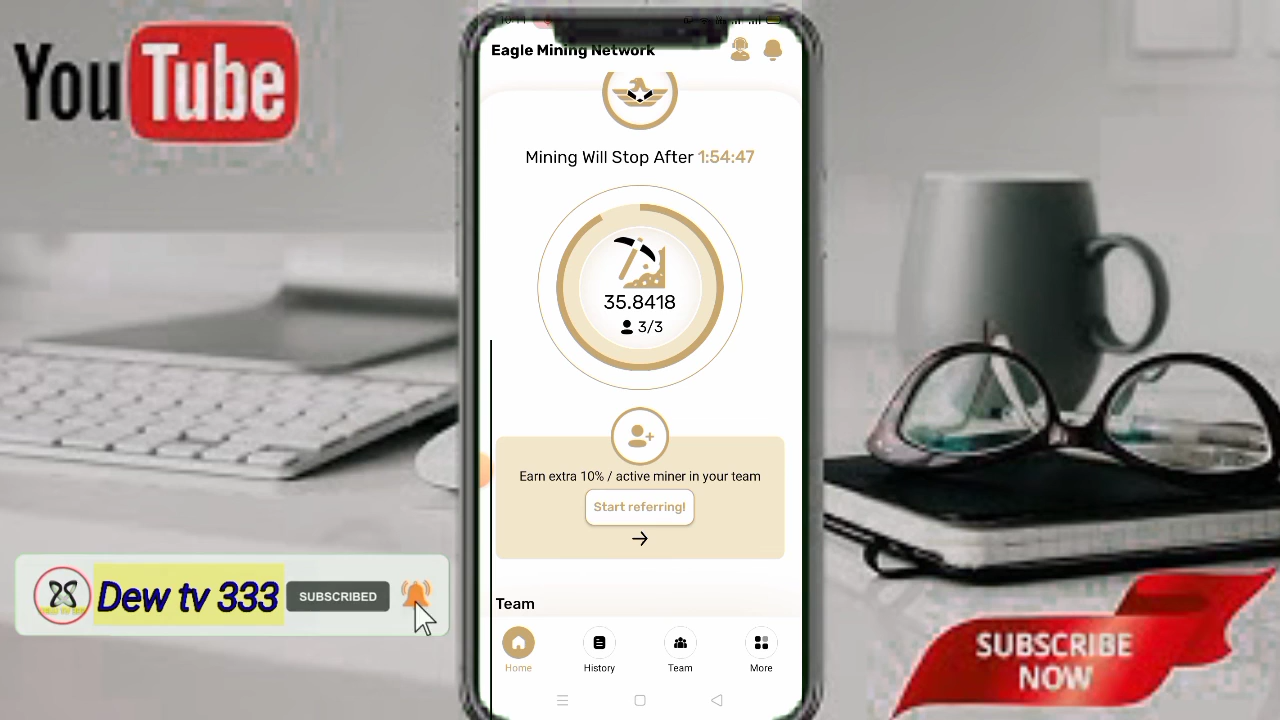 YouTube
Eagle Mining Network
Mining Will Stop After 1:54:47
35.8418
3/3
Earn extra 10% / active miner in your team
Start referring!
Team
Home
History
Team
More
Dew tv 333
SUBSCRIBED
SUBSCRIBE
NOW